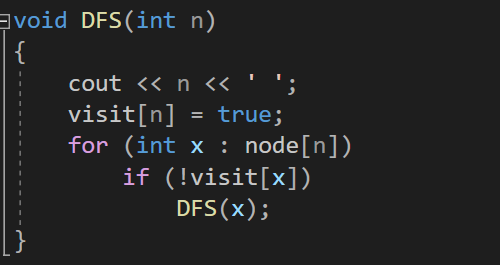 void DFS(int n)
{
    cout << n << ' ';
    visit[n] = true;
    for (int x : node[n])
        if (!visit[x])
            DFS(x);
}